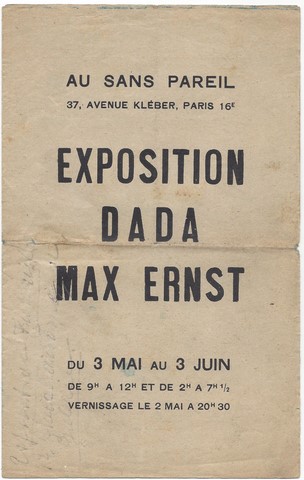 AU SANS PAREIL
37, AVENUE KLÉBER, PARIS 16E
EXPOSITION
DADA
MAX ERNST
DU 3 MAI AU 3 JUIN
DE 9H A 12H ET DE 2H A 7H 1/2
VERNISSAGE LE 2 MAI A 20H30